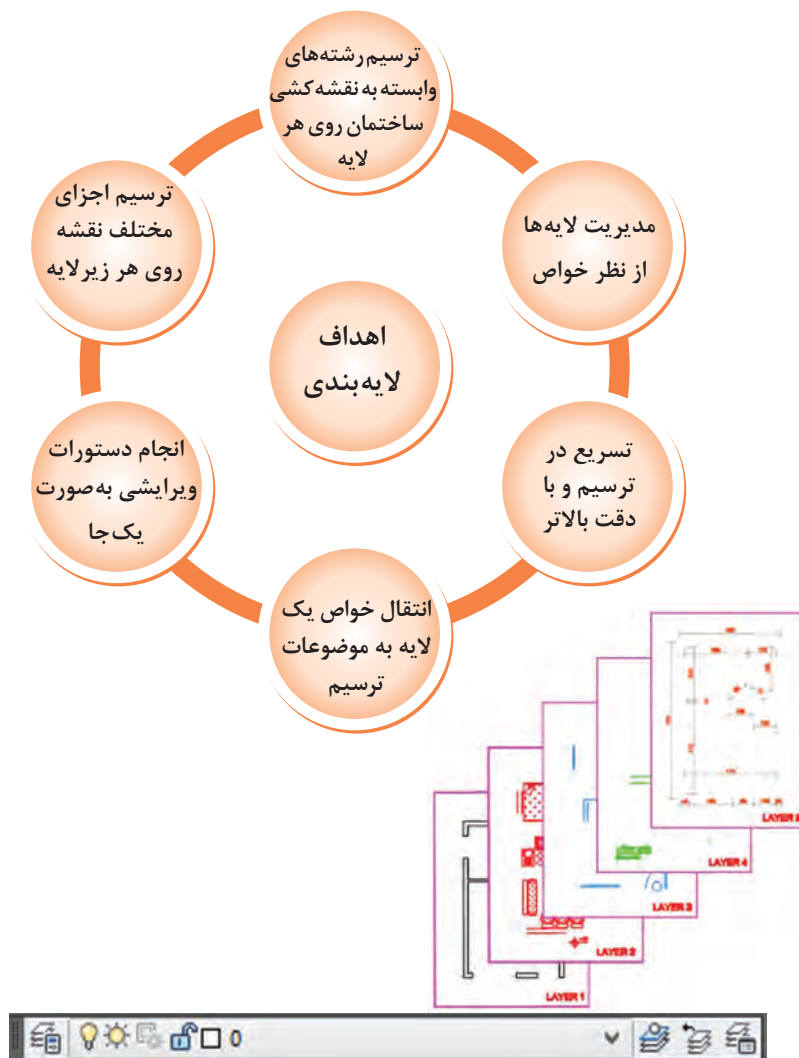 ترسیم رشته‌های
وابسته به نقشه کشی
ساختمان روی هر
لایه
مدیریت لایه‌ها
از نظر خواص
تسریع در
ترسیم و با
دقت بالاتر
انتقال خواص یک
لایه به موضوعات
ترسیم
انجام دستورات
ویرایشی به‌صورت
یک‌جا
ترسیم اجزای
مختلف نقشه
روی هر زیرلایه
اهداف
لایه‌بندی
LAYER 4
LAYER 3
LAYER 2
LAYER 1
0